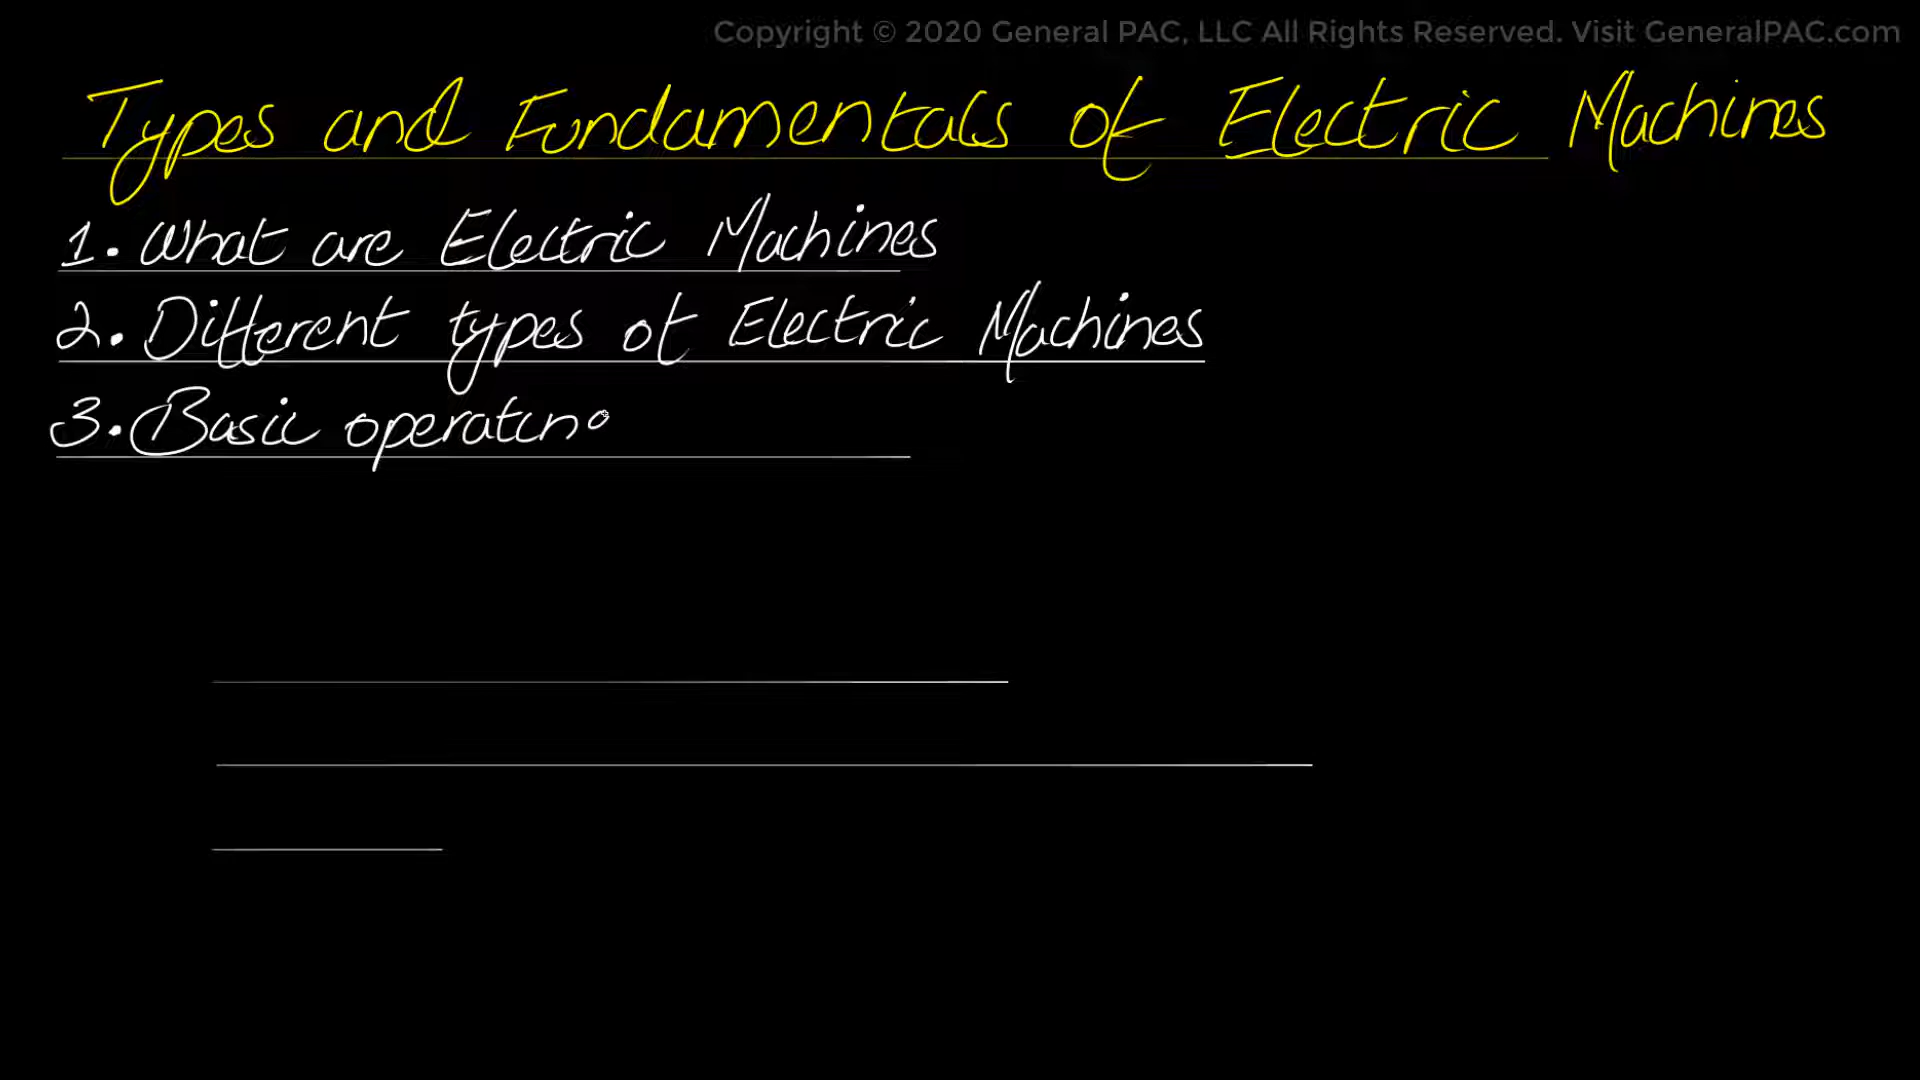 Copyright © 2020 General PAC, LLC All Rights Reserved. Visit GeneralPAC.com
Types and Fundamentals of Electric Machines
1. What are Electric Machines
2. Different types of Electric Machines
3. Basic operating